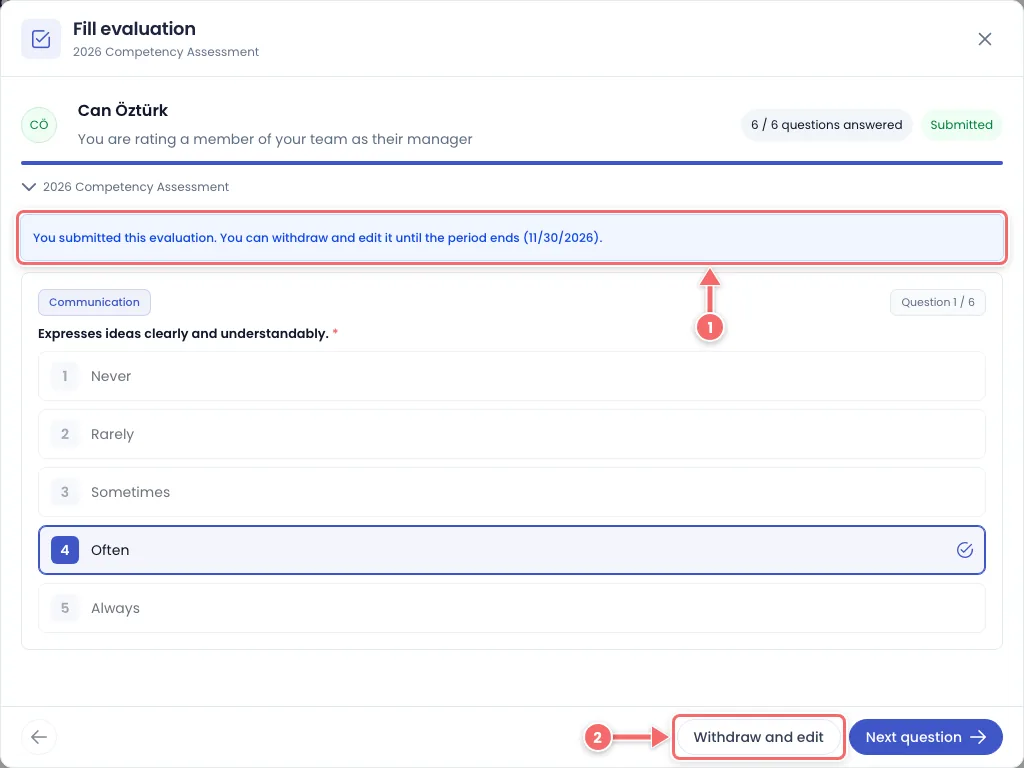 Fill evaluation
2026 Competency Assessment
CÖ
Can Öztürk
You are rating a member of your team as their manager
6 / 6 questions answered
Submitted
2026 Competency Assessment
You submitted this evaluation. You can withdraw and edit it until the period ends (11/30/2026).
1
Communication
Question 1 / 6
Expresses ideas clearly and understandably. *
1 Never
2 Rarely
3 Sometimes
4 Often
5 Always
2
Withdraw and edit
Next question